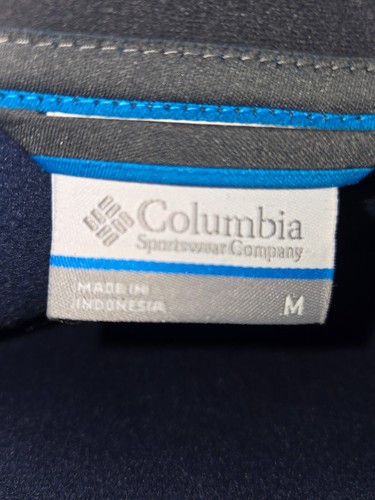 Columbia
Sportswear Company
MADE IN
INDONESIA
M